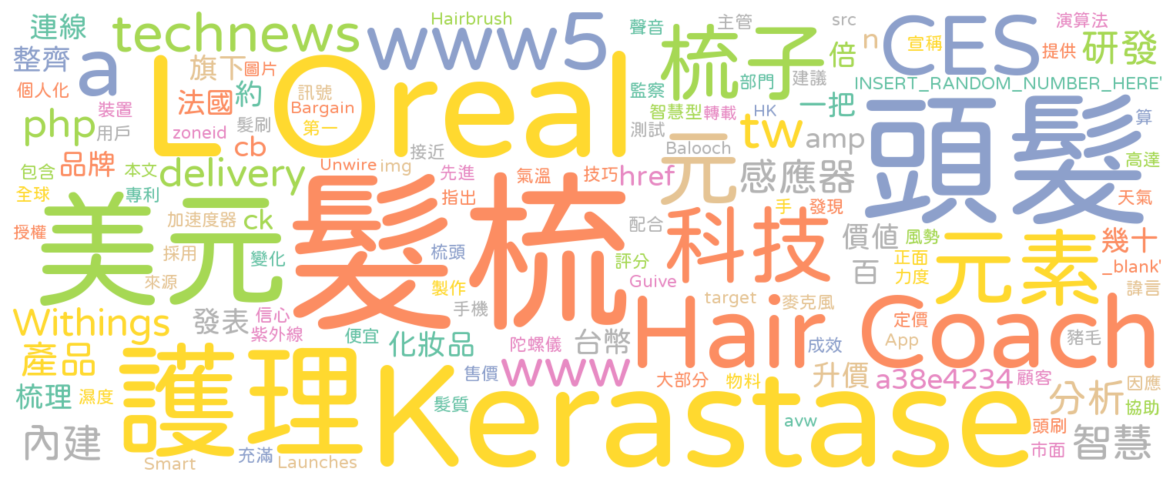 Hairbrush
聲音
主管
src
演算法
連線
technews
www5
梳子
倍
n
宣稱
CES
提供
研發
整齊
a
旗下
圖片
LOreal
部門
建議
個人化
法國
約
訊號
監察
INSERT_RANDOM_NUMBER_HERE'
裝置
Bargain
智慧型
轉載
HK
一把
頭髮
算
php
用戶
zoneid
髮刷
第一
測試
tw
amp
cb
接近
Balooch
高達
包含
品牌
本文
delivery
Unwire
img
先進
氣溫
技巧
href
元
感應器
天氣
全球
專利
指出
手
發現
美元
加速度器
ck
髮梳
配合
科技
價值
風勢
幾十
授權
採用
變化
梳頭
評分
百
正面
元素
_blank'
來源
製作
Guive
力度
諱言
Withings
發表
信心
紫外線
手機
target
麥克風
Hair
Coach
定價
豬毛
便宜
化妝品
陀螺儀
台幣
成效
App
產品
護理
售價
www
大部分
物料
升價
a38e4234
顧客
因應
梳理
濕度
Kerastase
髮質
分析
協助
avw
頭刷
內建
充滿
市面
智慧
Smart
Launches